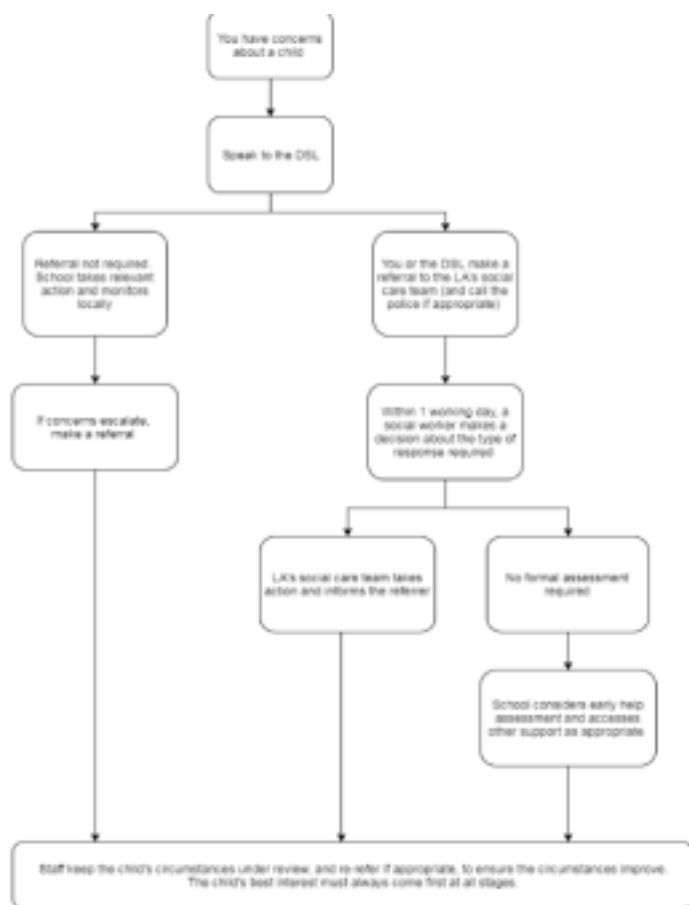 You have concerns
about a child
Speak to the DSL
Referral not required.
School takes relevant
action and monitors
locally
You or the DSL make a
referral to the LA's social
care team (and call the
police if appropriate)
If concerns escalate,
make a referral
Within 1 working day, a
social worker makes a
decision about the type of
response required
LA's social care team takes
action and informs the referrer
No formal assessment
required
School considers early help
assessment and accesses
other support as appropriate
Staff keep the child's circumstances under review, and re-refer if appropriate, to ensure the circumstances improve.
The child's best interest must always come first at all stages.